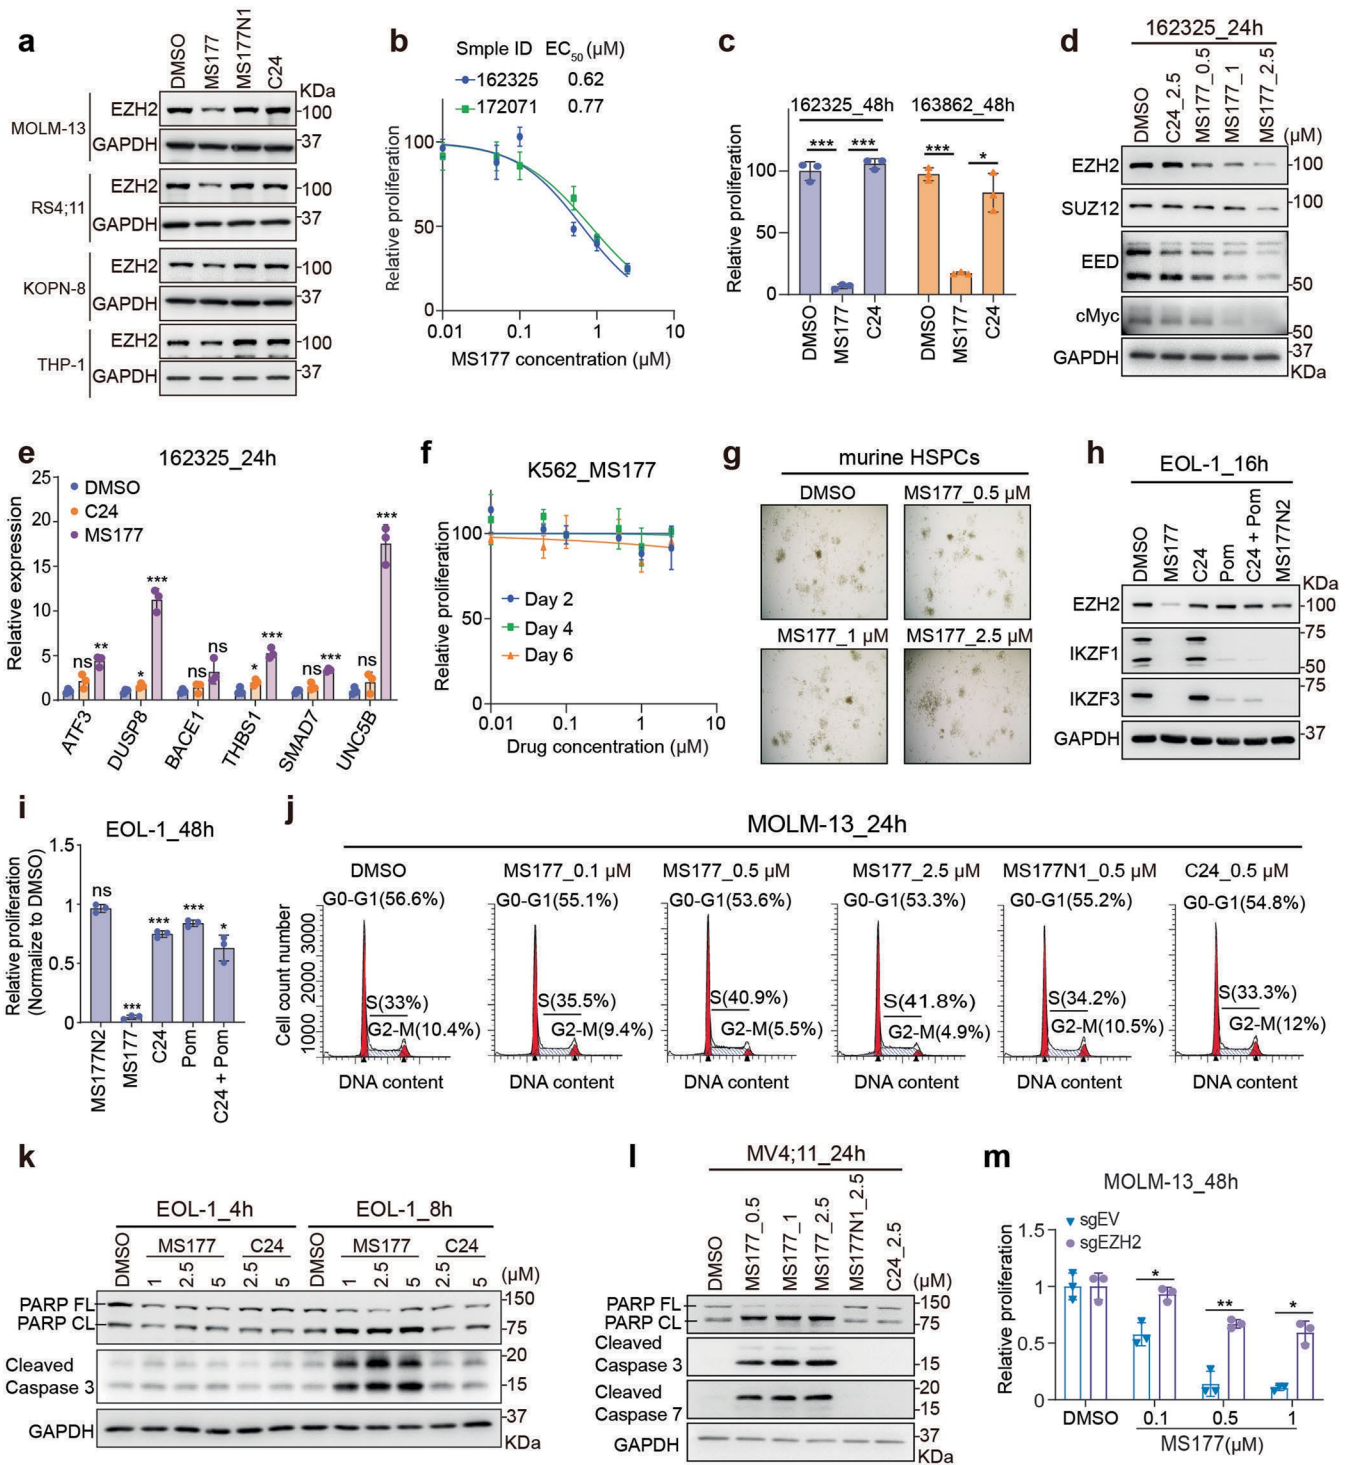 a
DMSO
MS177
MS177N1
C24
KDa
MOLM-13
EZH2
100
GAPDH
37
RS4;11
EZH2
100
GAPDH
37
KOPN-8
EZH2
100
GAPDH
37
THP-1
EZH2
100
GAPDH
37
b
Smple ID EC50 (µM)
162325 0.62
172071 0.77
Relative proliferation
100
50
0
0.01 0.1 1 10
MS177 concentration (µM)
c
162325_48h 163862_48h
*** *** *** *
Relative proliferation
100
50
0
DMSO
MS177
C24
DMSO
MS177
C24
d
162325_24h
DMSO
C24_2.5
MS177_0.5
MS177_1
MS177_2.5
(µM)
EZH2
100
SUZ12
100
EED
50
cMyc
50
GAPDH
37
KDa
e
162325_24h
DMSO
C24
MS177
Relative expression
25
20
15
10
5
0
ns ** * *** ns ns * *** ns *** ns ***
ATF3
DUSP8
BACE1
THBS1
SMAD7
UNC5B
f
K562_MS177
Relative proliferation
100
50
0
Day 2
Day 4
Day 6
0.01 0.1 1 10
Drug concentration (µM)
g
murine HSPCs
DMSO MS177_0.5 µM
MS177_1 µM MS177_2.5 µM
h
EOL-1_16h
DMSO
MS177
C24
Pom
C24 + Pom
MS177N2
KDa
EZH2
100
IKZF1
75
50
IKZF3
75
GAPDH
37
i
EOL-1_48h
Relative proliferation
(Normalize to DMSO)
1.5
1
0.5
0
ns *** *** *** *
MS177N2
MS177
C24
Pom
C24 + Pom
j
MOLM-13_24h
Cell count number
1000 2000 3000
DMSO
G0-G1(56.6%)
S(33%)
G2-M(10.4%)
DNA content
MS177_0.1 µM
G0-G1(55.1%)
S(35.5%)
G2-M(9.4%)
DNA content
MS177_0.5 µM
G0-G1(53.6%)
S(40.9%)
G2-M(5.5%)
DNA content
MS177_2.5 µM
G0-G1(53.3%)
S(41.8%)
G2-M(4.9%)
DNA content
MS177N1_0.5 µM
G0-G1(55.2%)
S(34.2%)
G2-M(10.5%)
DNA content
C24_0.5 µM
G0-G1(54.8%)
S(33.3%)
G2-M(12%)
DNA content
k
EOL-1_4h EOL-1_8h
DMSO MS177 C24 DMSO MS177 C24
1 2.5 5 2.5 5 1 2.5 5 2.5 5 (µM)
PARP FL
150
PARP CL
75
Cleaved
Caspase 3
20
15
GAPDH
37
KDa
l
MV4;11_24h
DMSO
MS177_0.5
MS177_1
MS177_2.5
MS177N1_2.5
C24_2.5
(µM)
PARP FL
150
PARP CL
75
Cleaved
Caspase 3
15
Cleaved
Caspase 7
20
15
GAPDH
37
KDa
m
MOLM-13_48h
sgEV
sgEZH2
Relative proliferation
1.5
1
0.5
0
* ** *
DMSO 0.1 0.5 1
MS177(µM)